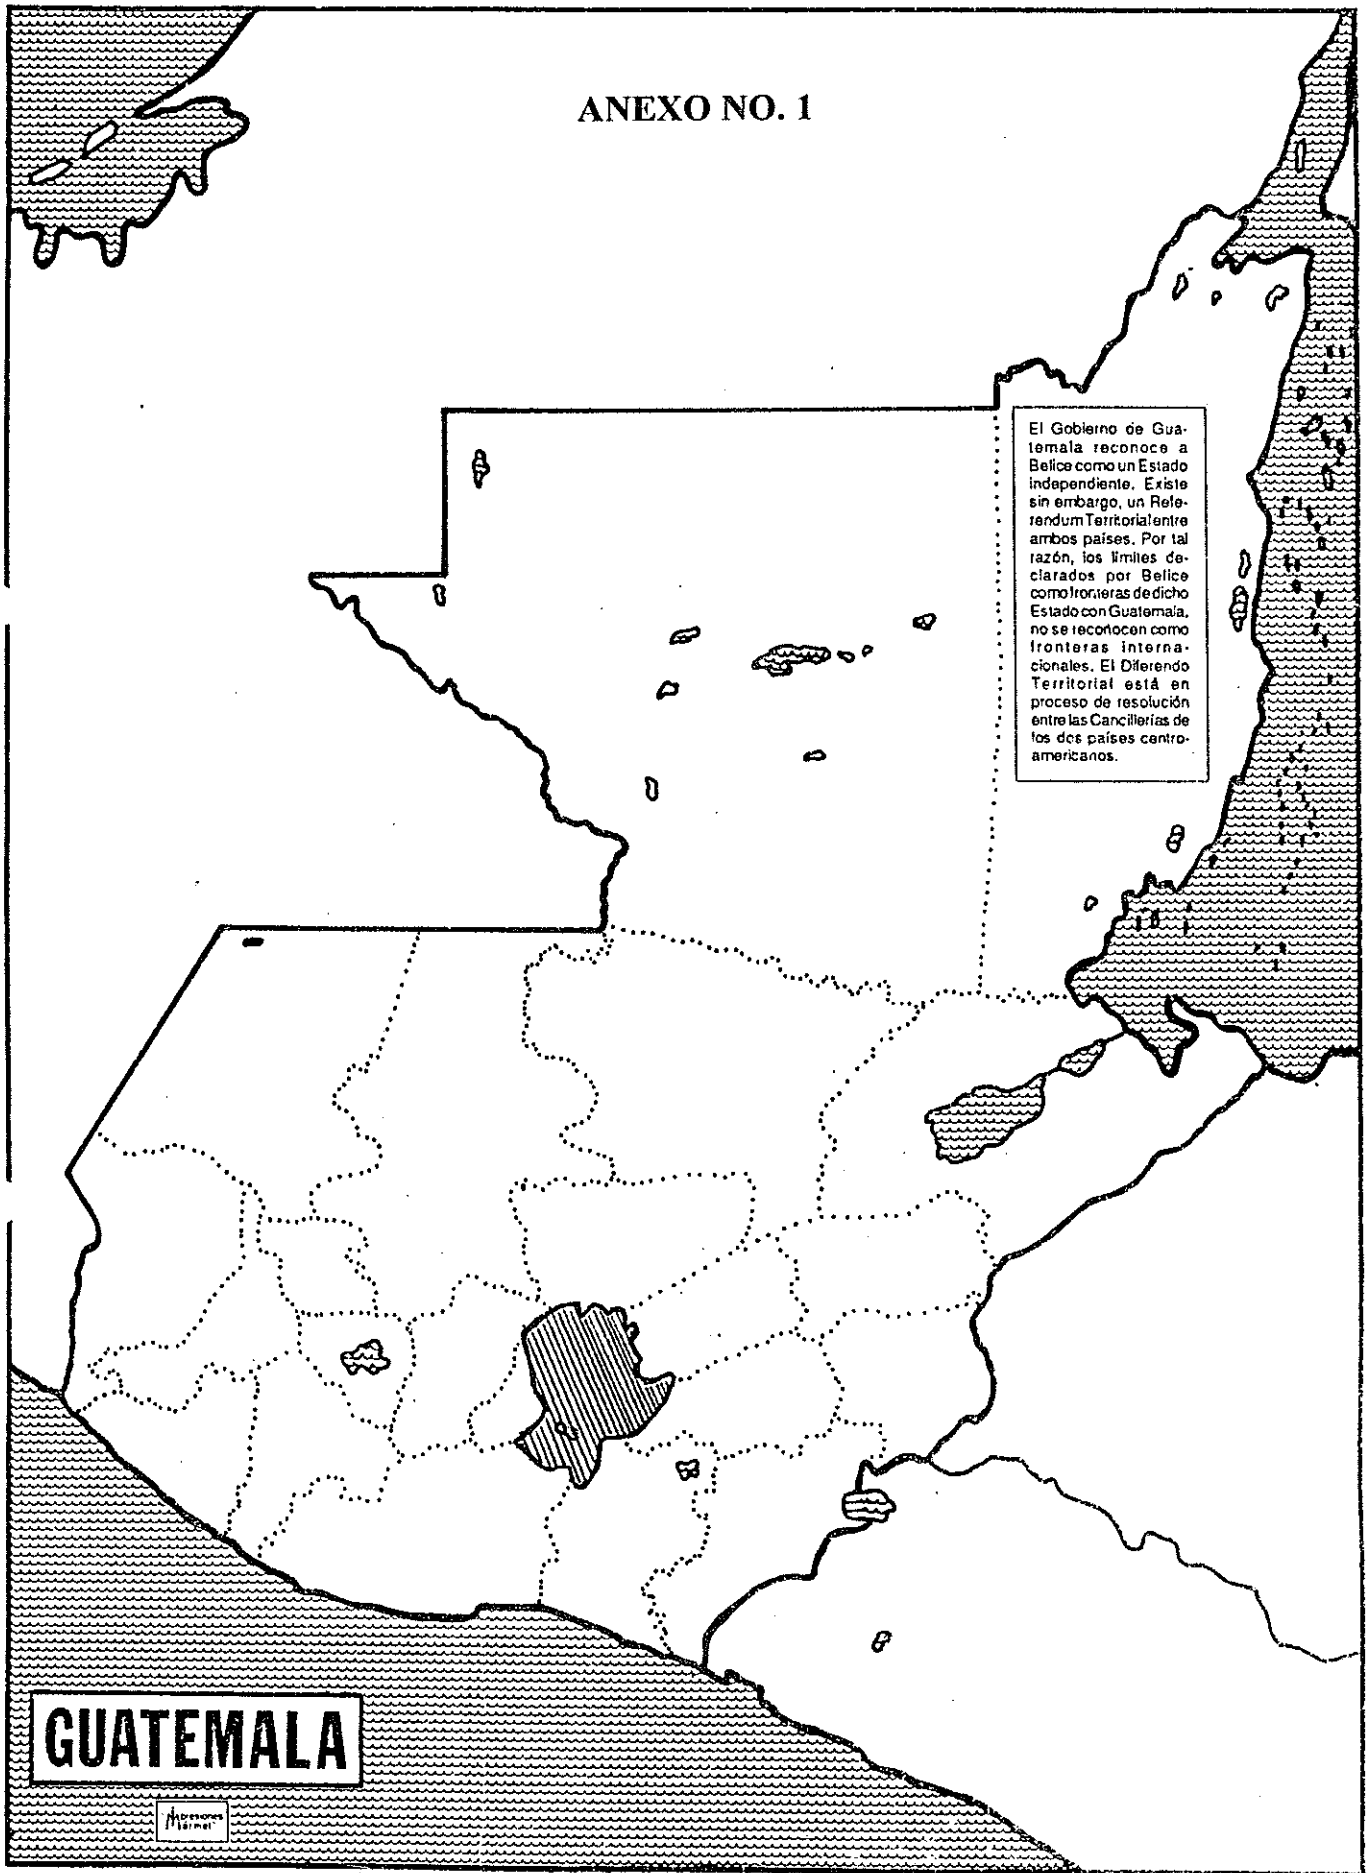 ANEXO NO. 1
El Gobierno de Gua-
temala reconoce a
Belice como un Estado
independiente. Existe
sin embargo, un Refe-
rendum Territorial entre
ambos países. Por tal
razón, los límites de-
clarados por Belice
como fronteras de dicho
Estado con Guatemala,
no se reconocen como
fronteras interna-
cionales. El Diferendo
Territorial está en
proceso de resolución
entre las Cancillerías de
los dos países centro-
americanos.
GUATEMALA